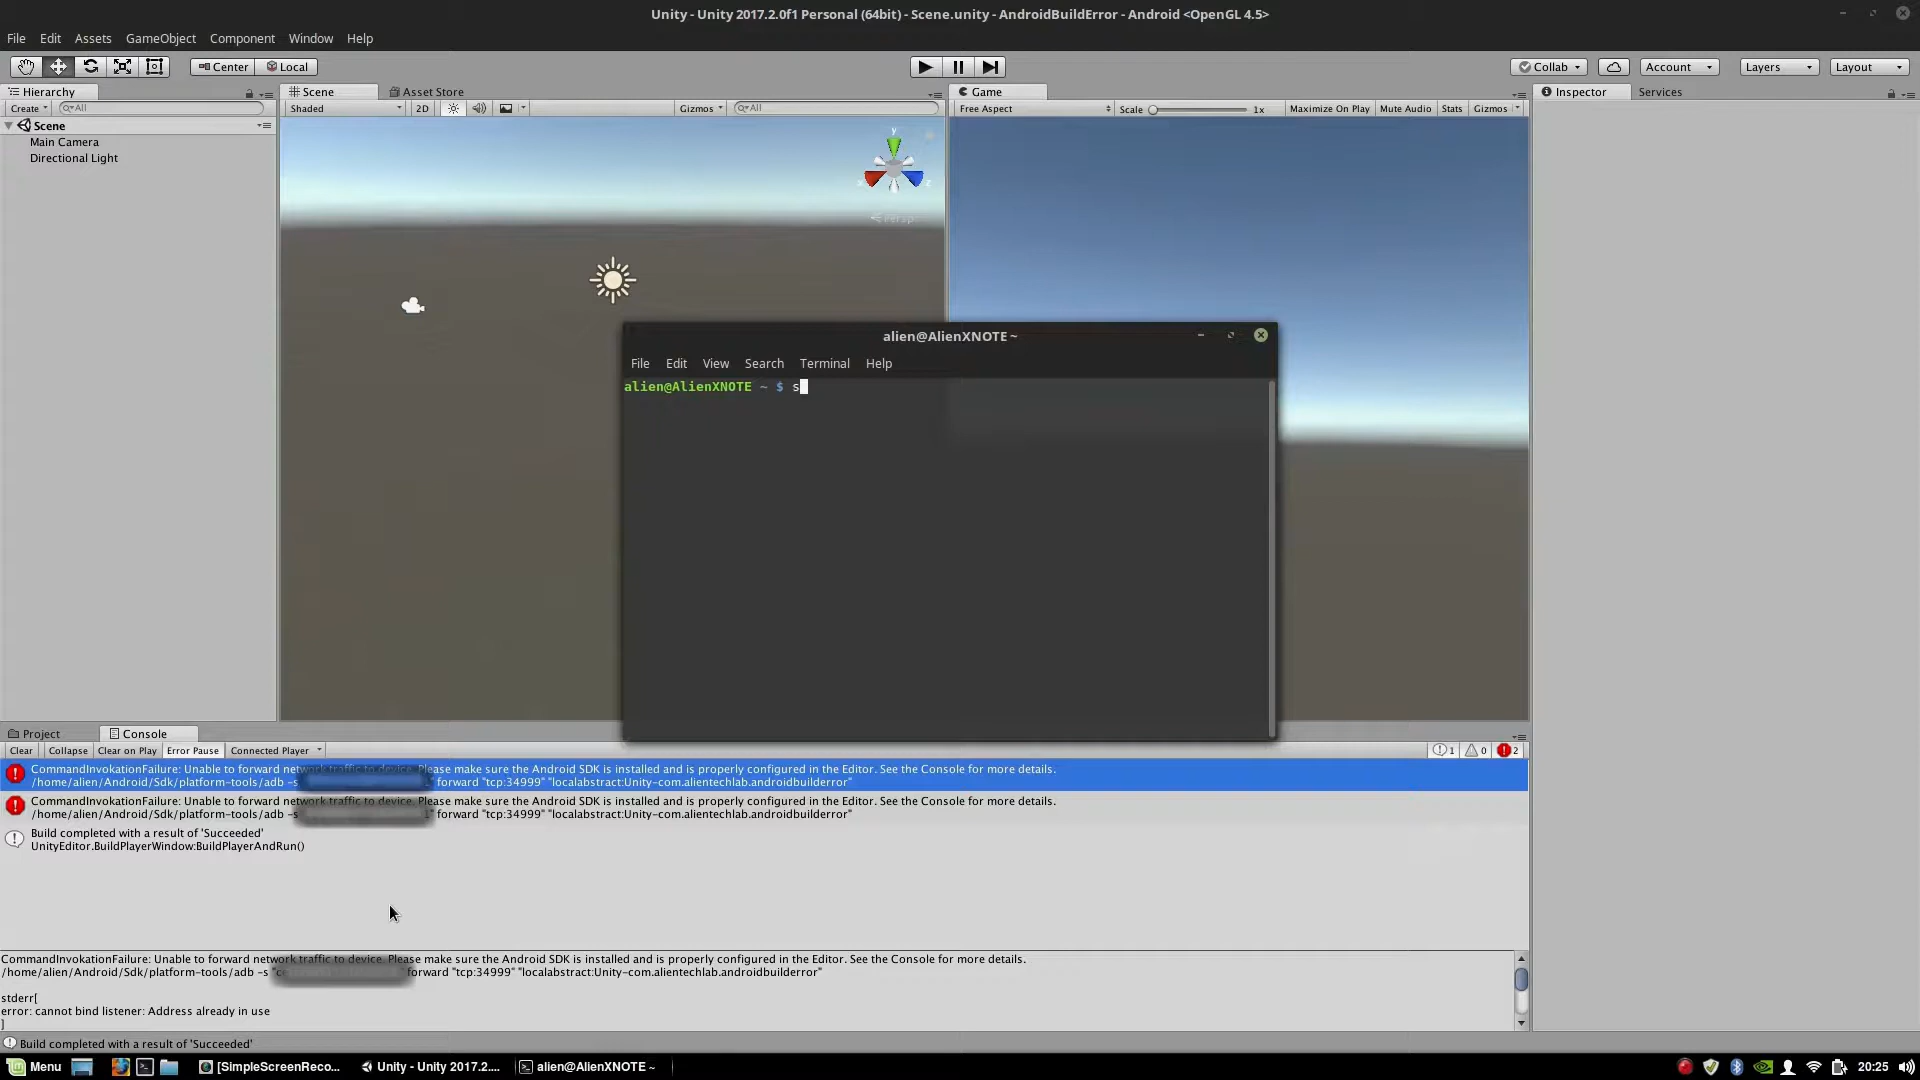 Unity - Unity 2017.2.0f1 Personal (64bit) - Scene.unity - AndroidBuildError - Android <OpenGL 4.5>
File Edit Assets GameObject Component Window Help
Center Local
Collab Account Layers Layout
Hierarchy
Create All
Scene
Main Camera
Directional Light
Scene Asset Store
Shaded 2D Gizmos All
y
x z
Persp
Game
Free Aspect Scale 1x Maximize On Play Mute Audio Stats Gizmos
Inspector Services
alien@AlienXNOTE ~
File Edit View Search Terminal Help
alien@AlienXNOTE ~ $ s
Project Console
Clear Collapse Clear on Play Error Pause Connected Player 1 0 2
CommandInvokationFailure: Unable to forward network traffic to device. Please make sure the Android SDK is installed and is properly configured in the Editor. See the Console for more details.
/home/alien/Android/Sdk/platform-tools/adb -s " forward "tcp:34999" "localabstract:Unity-com.alientechlab.androidbuilderror"
CommandInvokationFailure: Unable to forward network traffic to device. Please make sure the Android SDK is installed and is properly configured in the Editor. See the Console for more details.
/home/alien/Android/Sdk/platform-tools/adb -s " forward "tcp:34999" "localabstract:Unity-com.alientechlab.androidbuilderror"
Build completed with a result of 'Succeeded'
UnityEditor.BuildPlayerWindow:BuildPlayerAndRun()
CommandInvokationFailure: Unable to forward network traffic to device. Please make sure the Android SDK is installed and is properly configured in the Editor. See the Console for more details.
/home/alien/Android/Sdk/platform-tools/adb -s " forward "tcp:34999" "localabstract:Unity-com.alientechlab.androidbuilderror"
stderr[
error: cannot bind listener: Address already in use
]
Build completed with a result of 'Succeeded'
Menu [SimpleScreenReco... Unity - Unity 2017.2.... alien@AlienXNOTE ~ 20:25